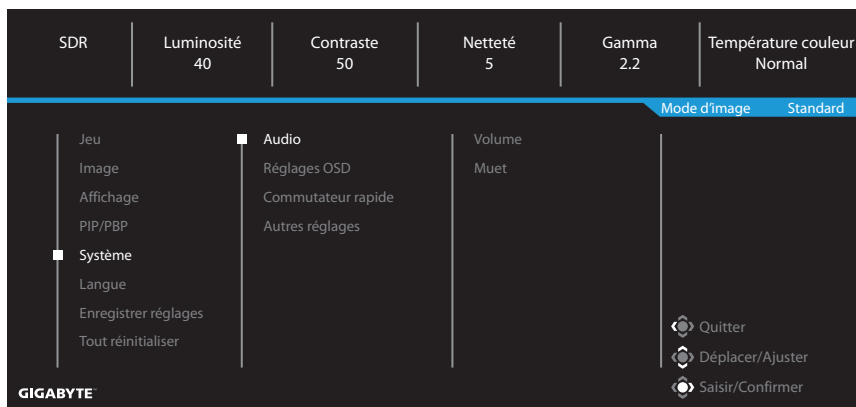 SDR
Luminosité
40
Contraste
50
Netteté
5
Gamma
2.2
Température couleur
Normal
Mode d'image Standard
Jeu
Image
Affichage
PIP/PBP
Système
Langue
Enregistrer réglages
Tout réinitialiser
Audio
Réglages OSD
Commutateur rapide
Autres réglages
Volume
Muet
Quitter
Déplacer/Ajuster
Saisir/Confirmer
GIGABYTE™